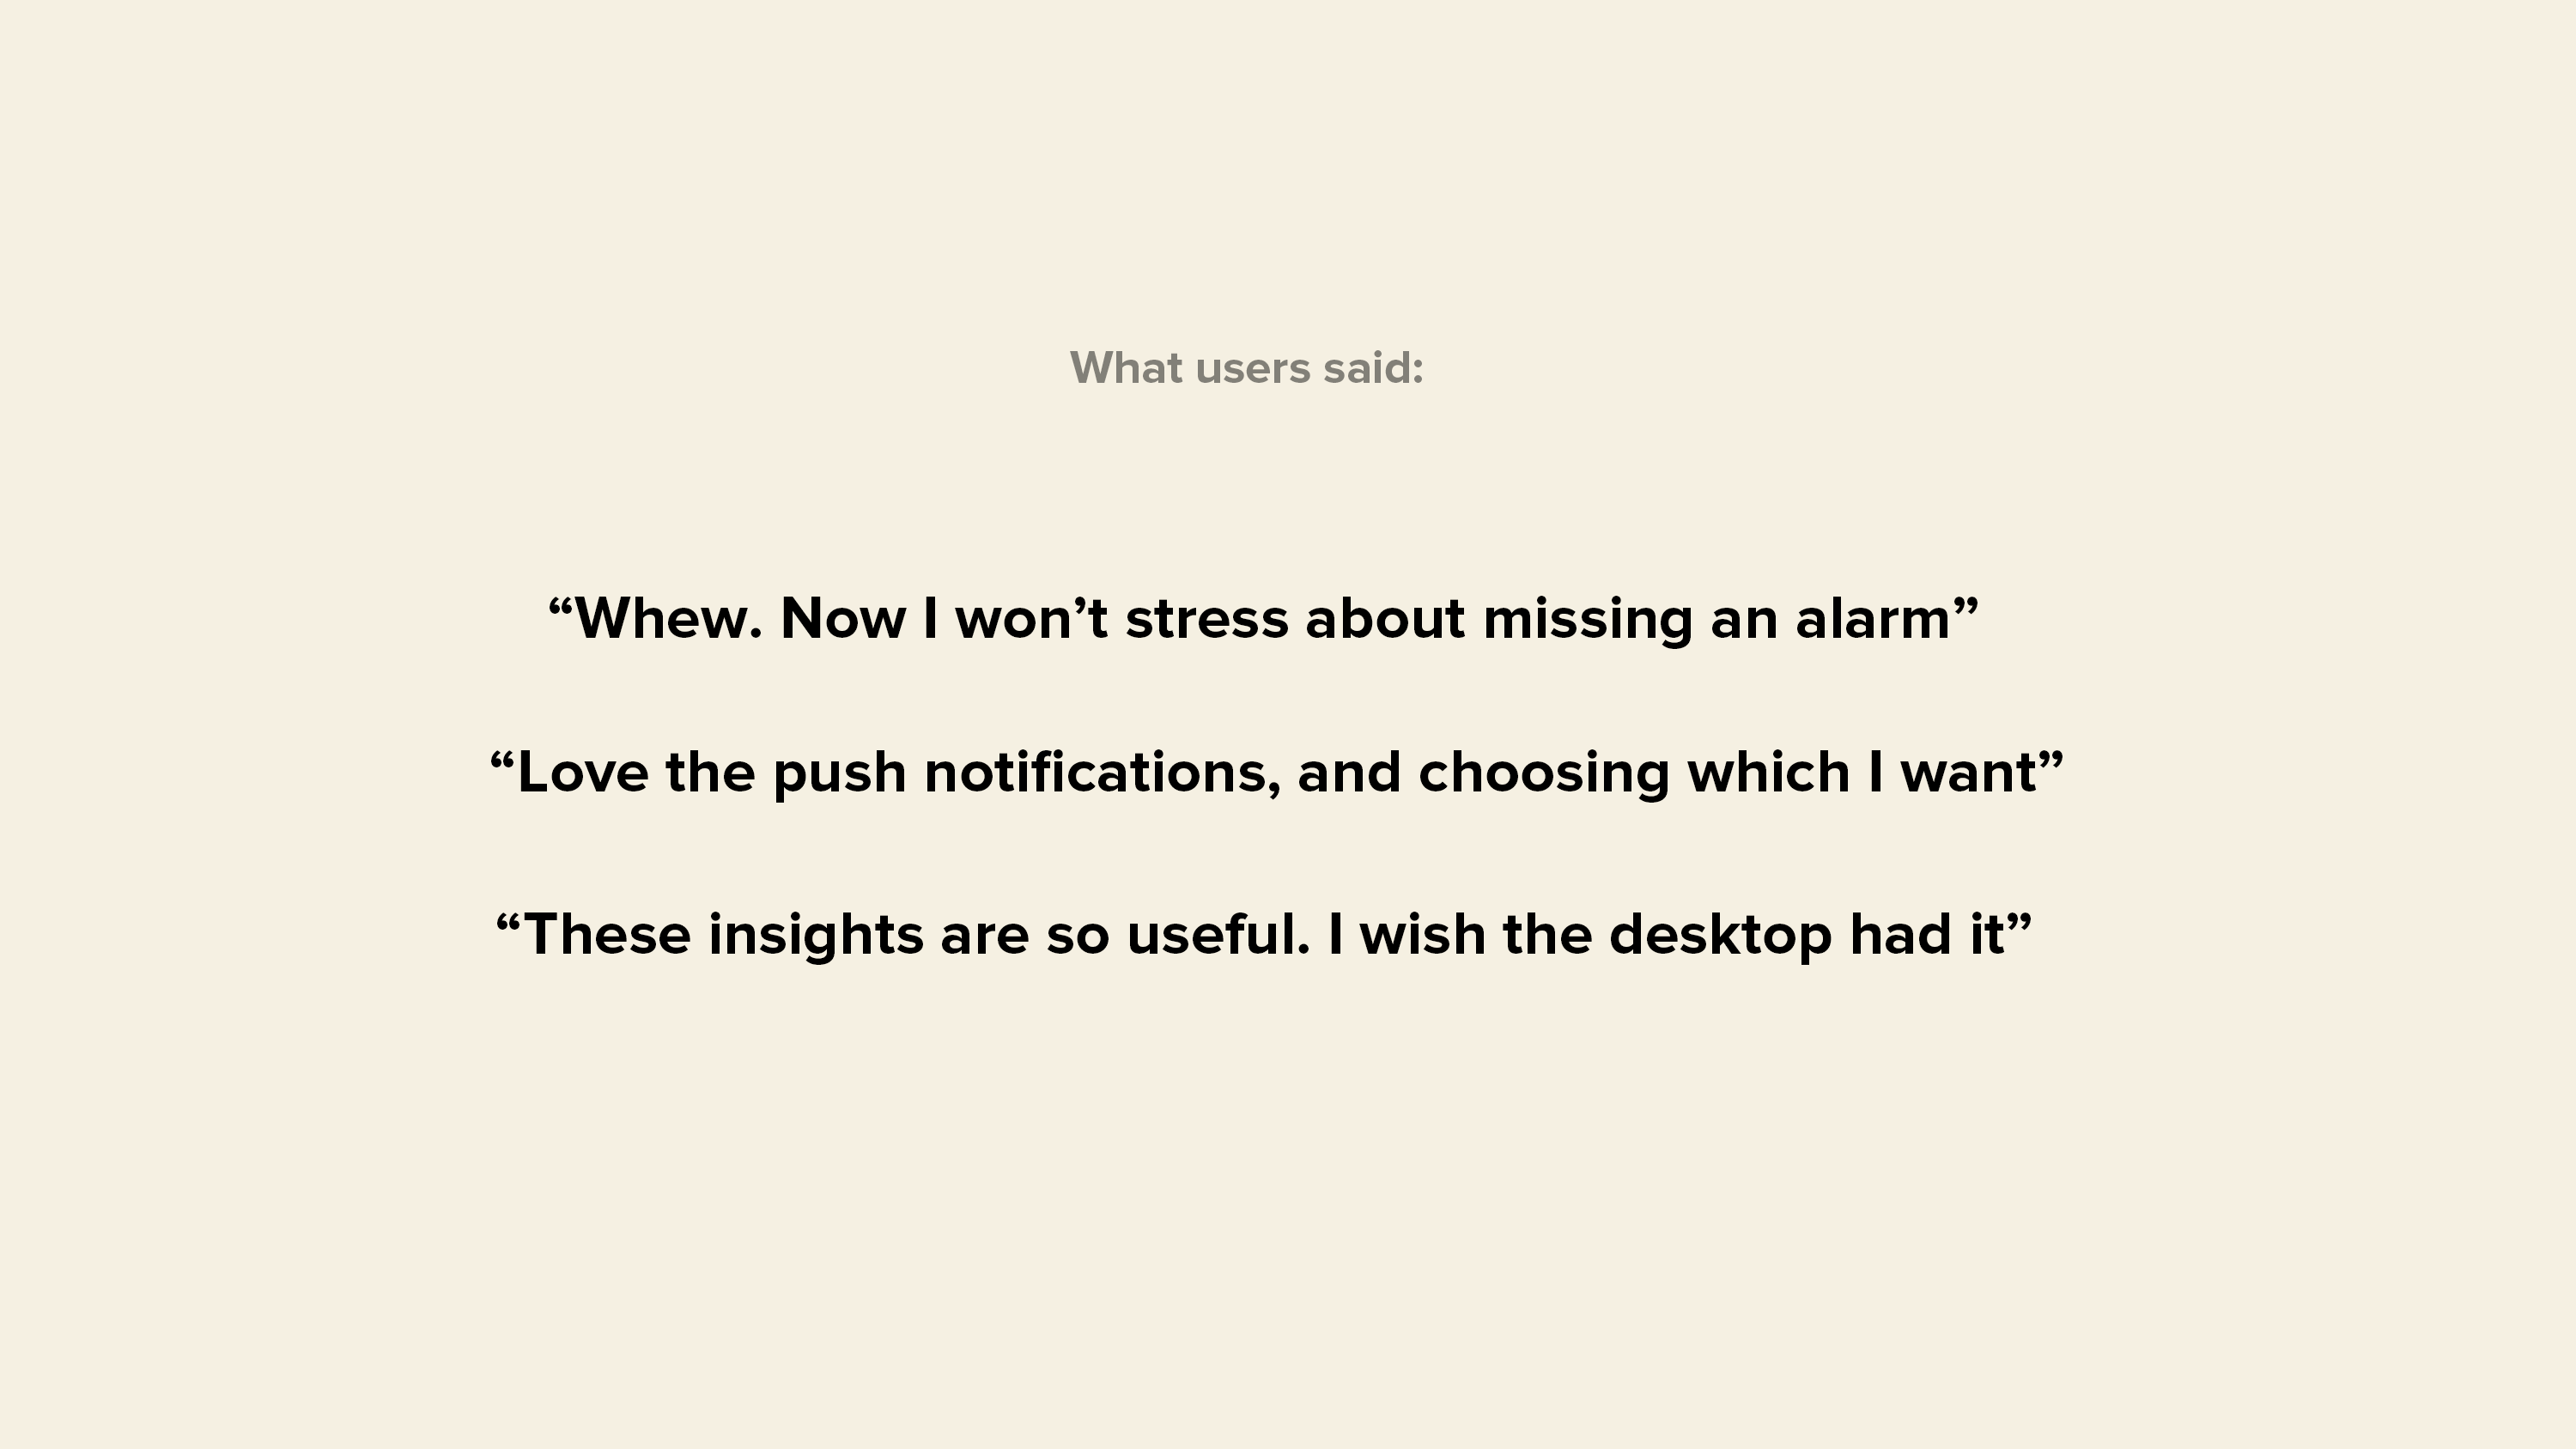 What users said:
“Whew. Now I won’t stress about missing an alarm”
“Love the push notifications, and choosing which I want”
“These insights are so useful. I wish the desktop had it”